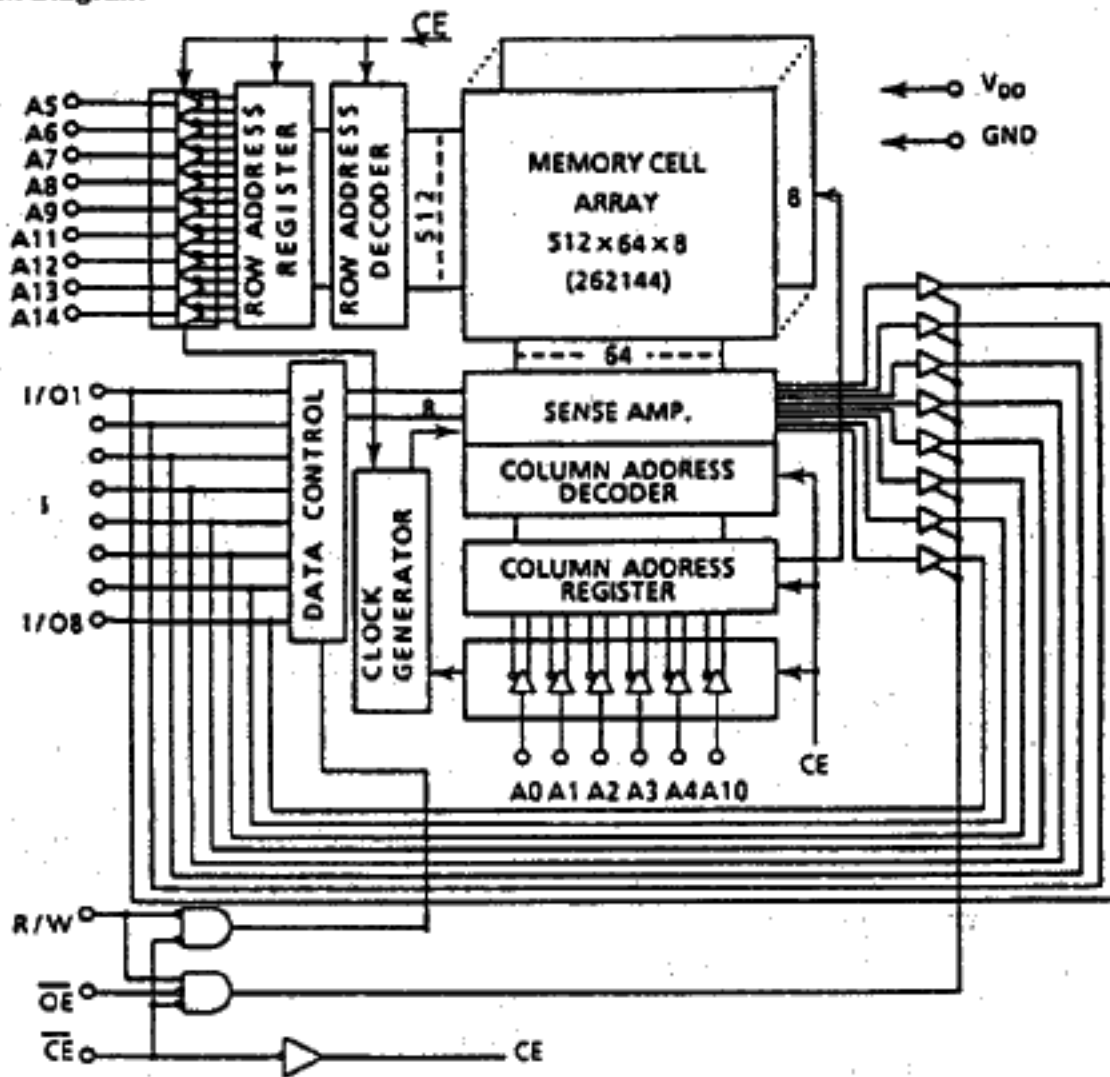 CE
A5
A6
A7
A8
A9
A11
A12
A13
A14
ROW ADDRESS
REGISTER
ROW ADDRESS
DECODER
512
MEMORY CELL
ARRAY
512×64×8
(262144)
8
VDD
GND
64
I/O1
I/O8
DATA CONTROL
8
CLOCK
GENERATOR
SENSE AMP.
COLUMN ADDRESS
DECODER
COLUMN ADDRESS
REGISTER
A0 A1 A2 A3 A4 A10
CE
R/W
OE
CE
CE